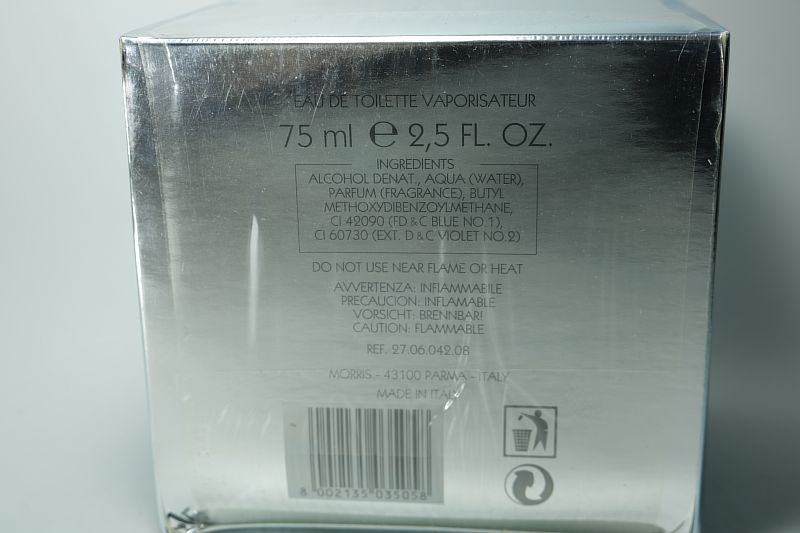 EAU DE TOILETTE VAPORISATEUR
75 ml ℮ 2,5 FL. OZ.
INGREDIENTS
ALCOHOL DENAT., AQUA (WATER),
PARFUM (FRAGRANCE), BUTYL
METHOXYDIBENZOYLMETHANE,
CI 42090 (FD & C BLUE NO.1),
CI 60730 (EXT. D & C VIOLET NO.2)
DO NOT USE NEAR FLAME OR HEAT
AVVERTENZA: INFIAMMABILE
PRECAUCION: INFLAMABLE
VORSICHT: BRENNBAR!
CAUTION: FLAMMABLE
REF. 27.06.042.08
MORRIS - 43100 PARMA - ITALY
MADE IN ITALY
8 002135 035058